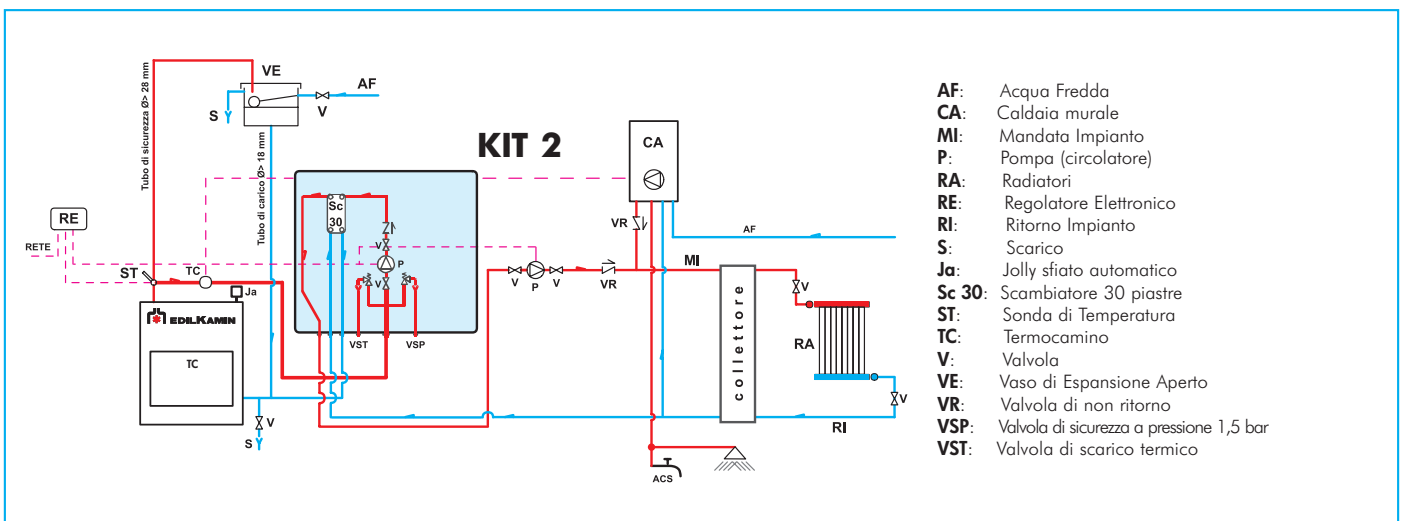 VE
AF
S
V
Tubo di sicurezza Ø> 28 mm
Tubo di carico Ø> 18 mm
KIT 2
CA
Sc
30
V
P
V
VST
VSP
RE
RETE
ST
TC
Ja
EDILKAMIN
TC
V
S
VR
AF
MI
V
P
V
VR
collettore
V
RA
V
RI
ACS
AF: Acqua Fredda
CA: Caldaia murale
MI: Mandata Impianto
P: Pompa (circolatore)
RA: Radiatori
RE: Regolatore Elettronico
RI: Ritorno Impianto
S: Scarico
Ja: Jolly sfiato automatico
Sc 30: Scambiatore 30 piastre
ST: Sonda di Temperatura
TC: Termocamino
V: Valvola
VE: Vaso di Espansione Aperto
VR: Valvola di non ritorno
VSP: Valvola di sicurezza a pressione 1,5 bar
VST: Valvola di scarico termico